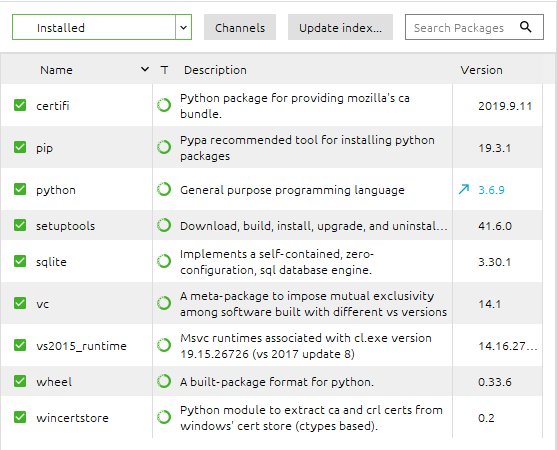 Installed
Channels
Update index...
Search Packages
Name
T
Description
Version
certifi
Python package for providing mozilla's ca
bundle.
2019.9.11
pip
Pypa recommended tool for installing python
packages
19.3.1
python
General purpose programming language
3.6.9
setuptools
Download, build, install, upgrade, and uninstal...
41.6.0
sqlite
Implements a self-contained, zero-
configuration, sql database engine.
3.30.1
vc
A meta-package to impose mutual exclusivity
among software built with different vs versions
14.1
vs2015_runtime
Msvc runtimes associated with cl.exe version
19.15.26726 (vs 2017 update 8)
14.16.27...
wheel
A built-package format for python.
0.33.6
wincertstore
Python module to extract ca and crl certs from
windows' cert store (ctypes based).
0.2